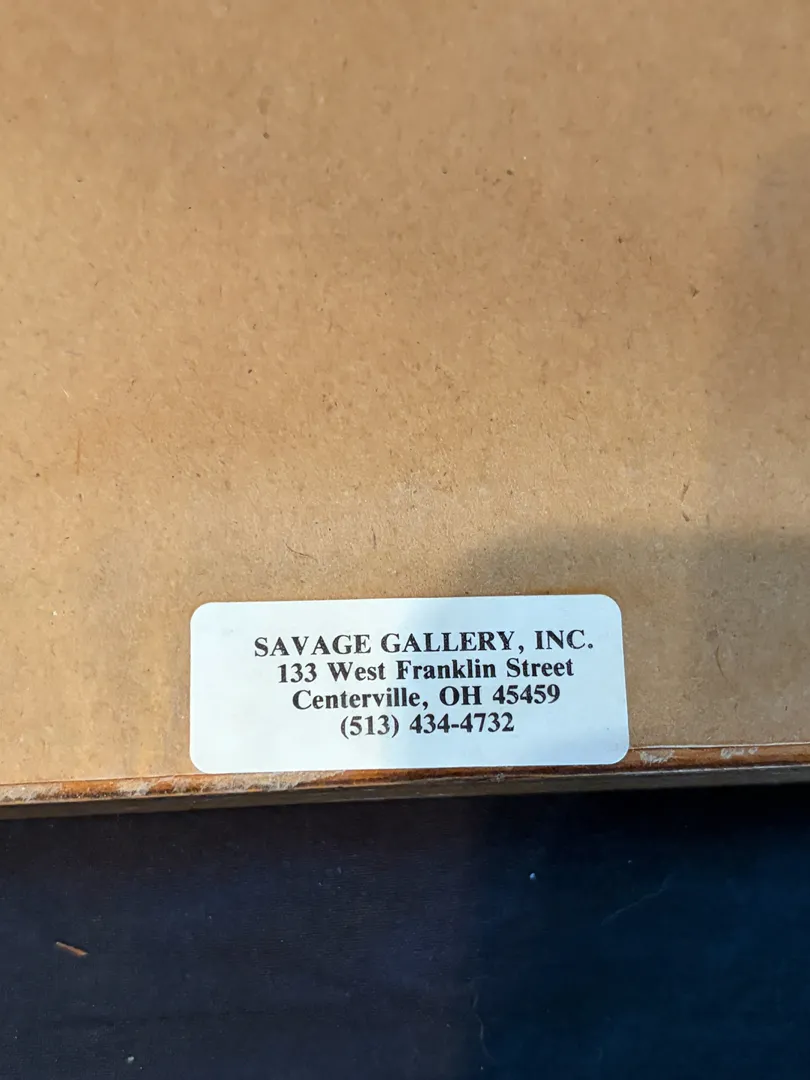 SAVAGE GALLERY, INC.
133 West Franklin Street
Centerville, OH 45459
(513) 434-4732